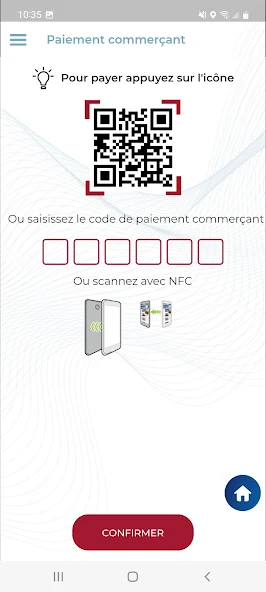 10:35
Paiement commerçant
Pour payer appuyez sur l'icône
Ou saisissez le code de paiement commerçant
Ou scannez avec NFC
CONFIRMER